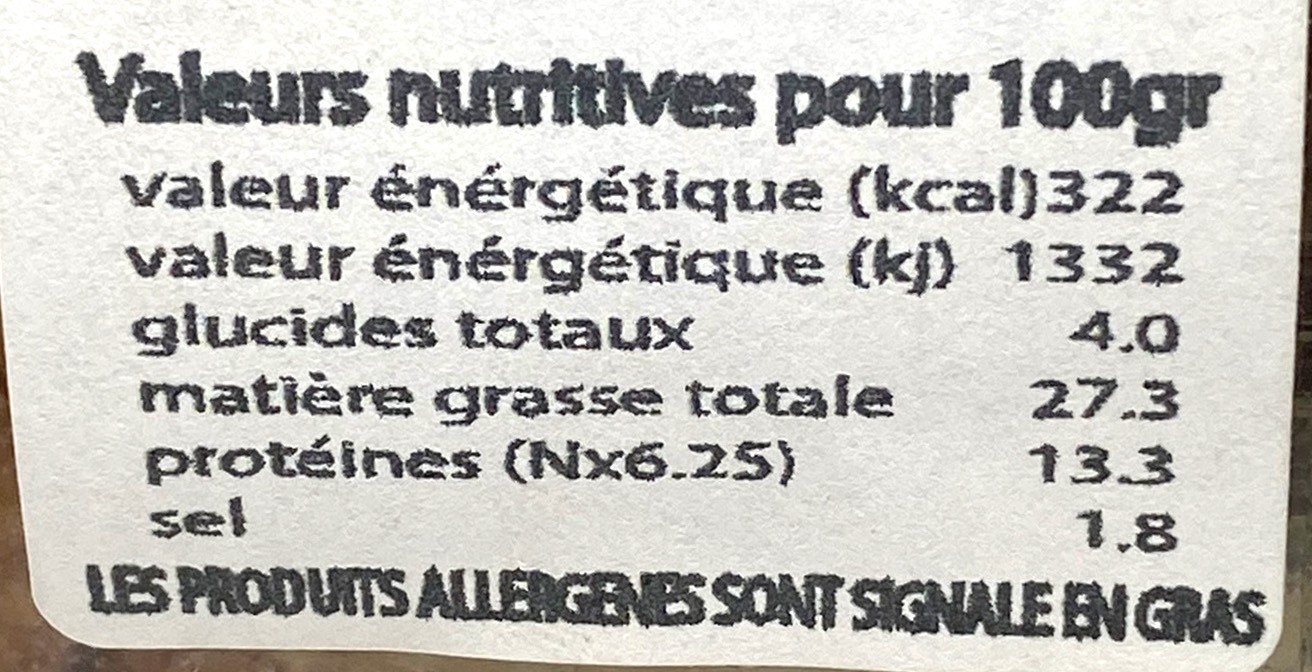 Valeurs nutritives pour 100gr
valeur énérgétique (kcal)322
valeur énérgétique (kj) 1332
glucides totaux 4.0
matière grasse totale 27.3
protéines (Nx6.25) 13.3
sel 1.8
LES PRODUITS ALLERGENES SONT SIGNALE EN GRAS